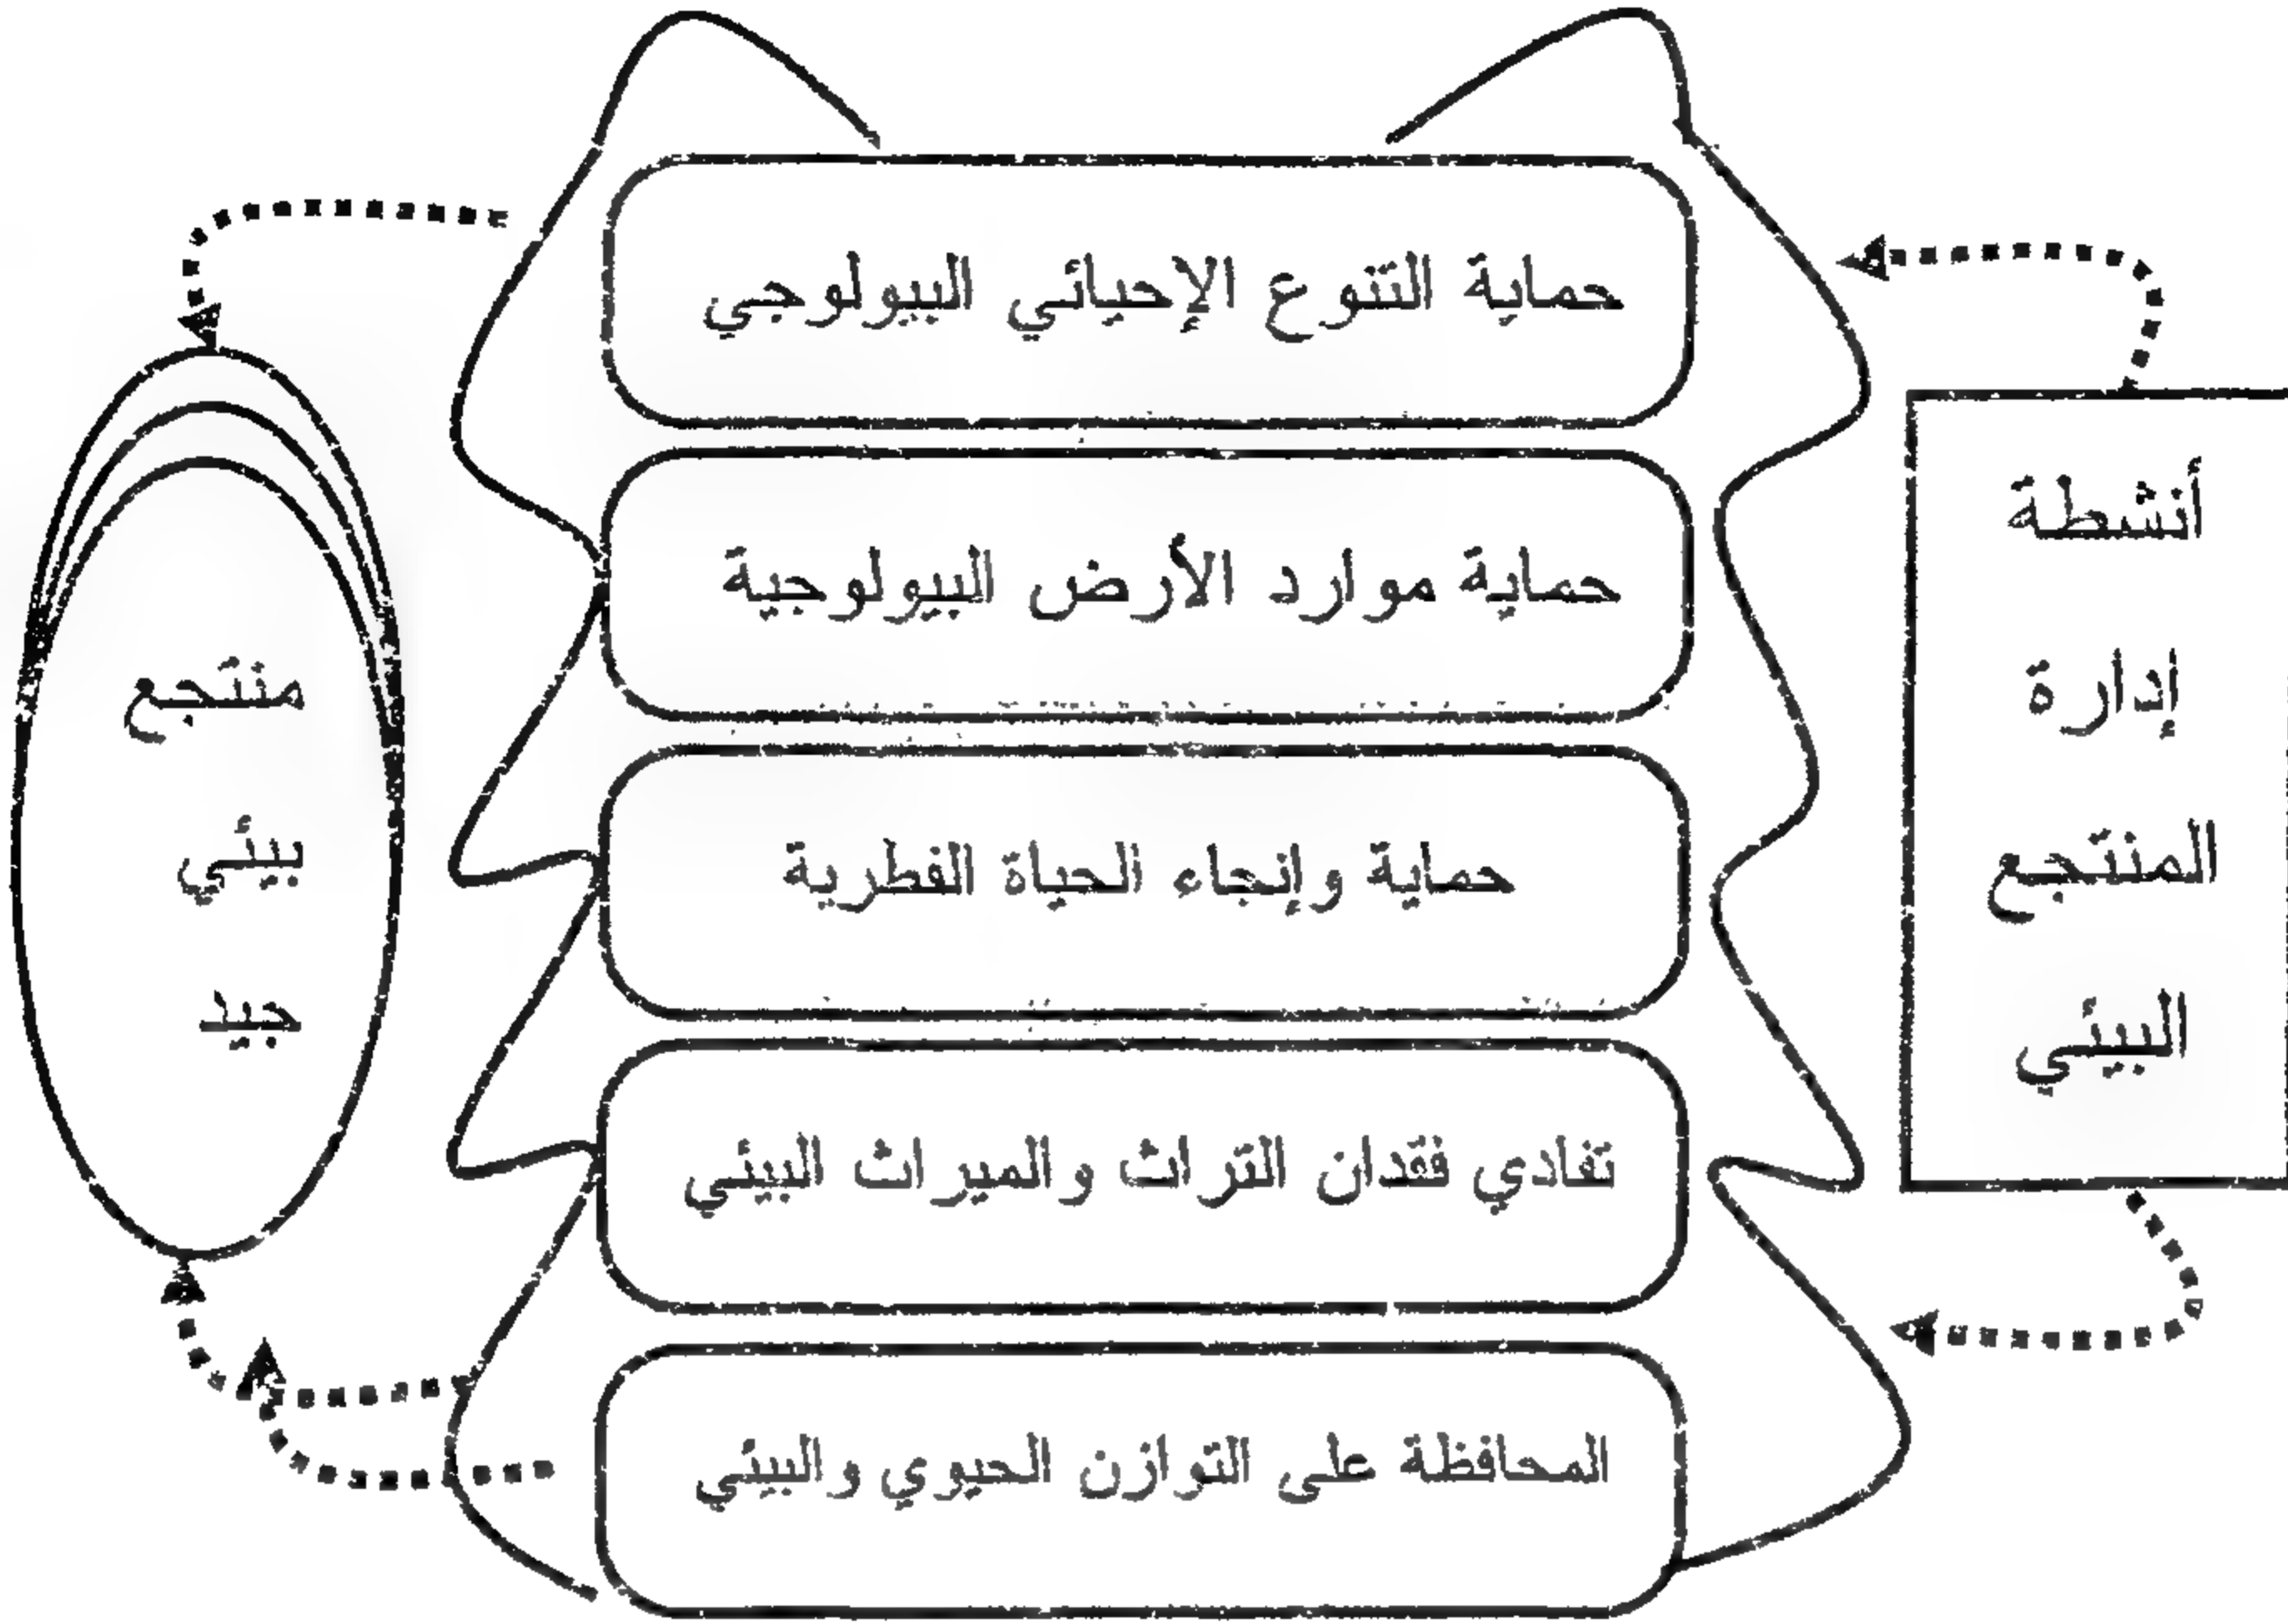 أنشطة
إدارة
المنتجع
البيئي
حماية التنوع الإحيائي البيولوجي
حماية موارد الأرض البيولوجية
حماية وإنجاء الحياة الفطرية
تفادي فقدان التراث والميراث البيئي
المحافظة على التوازن الحيوي والبيئي
منتجع
بيئي
جيد